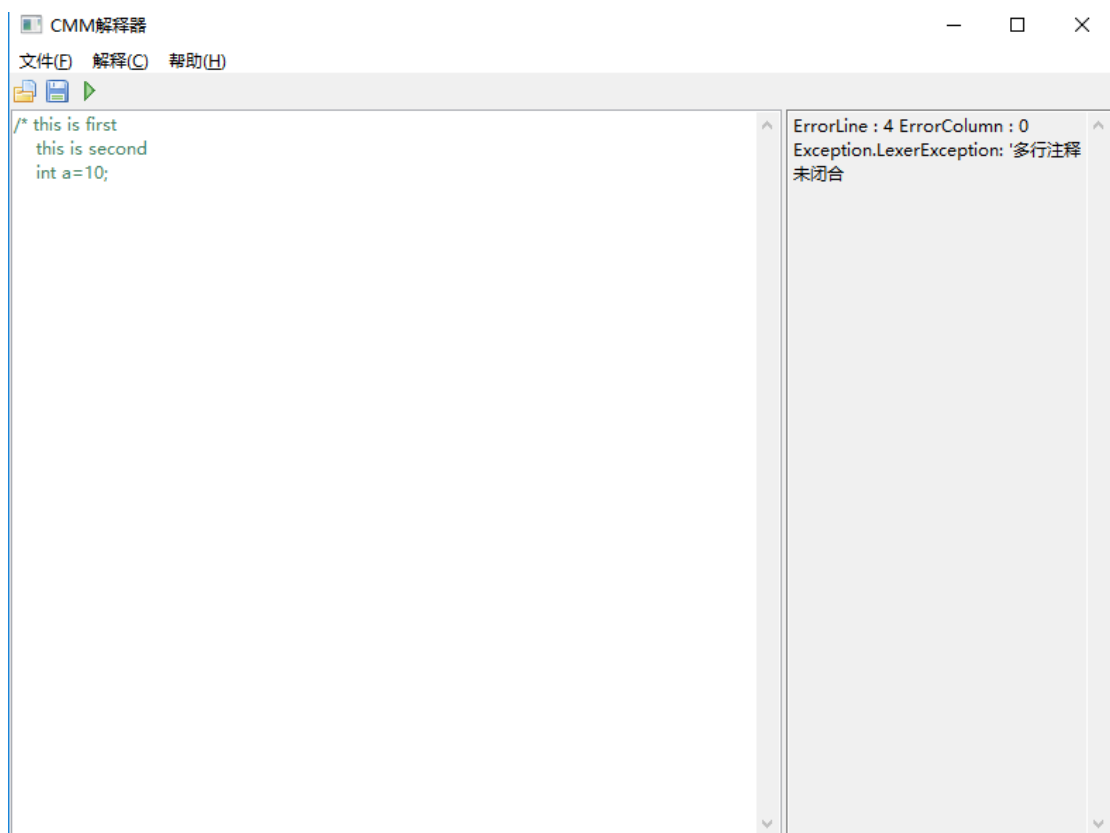 CMM解释器
文件(F) 解释(C) 帮助(H)
/* this is first
this is second
int a=10;
ErrorLine : 4 ErrorColumn : 0
Exception.LexerException: '多行注释
未闭合